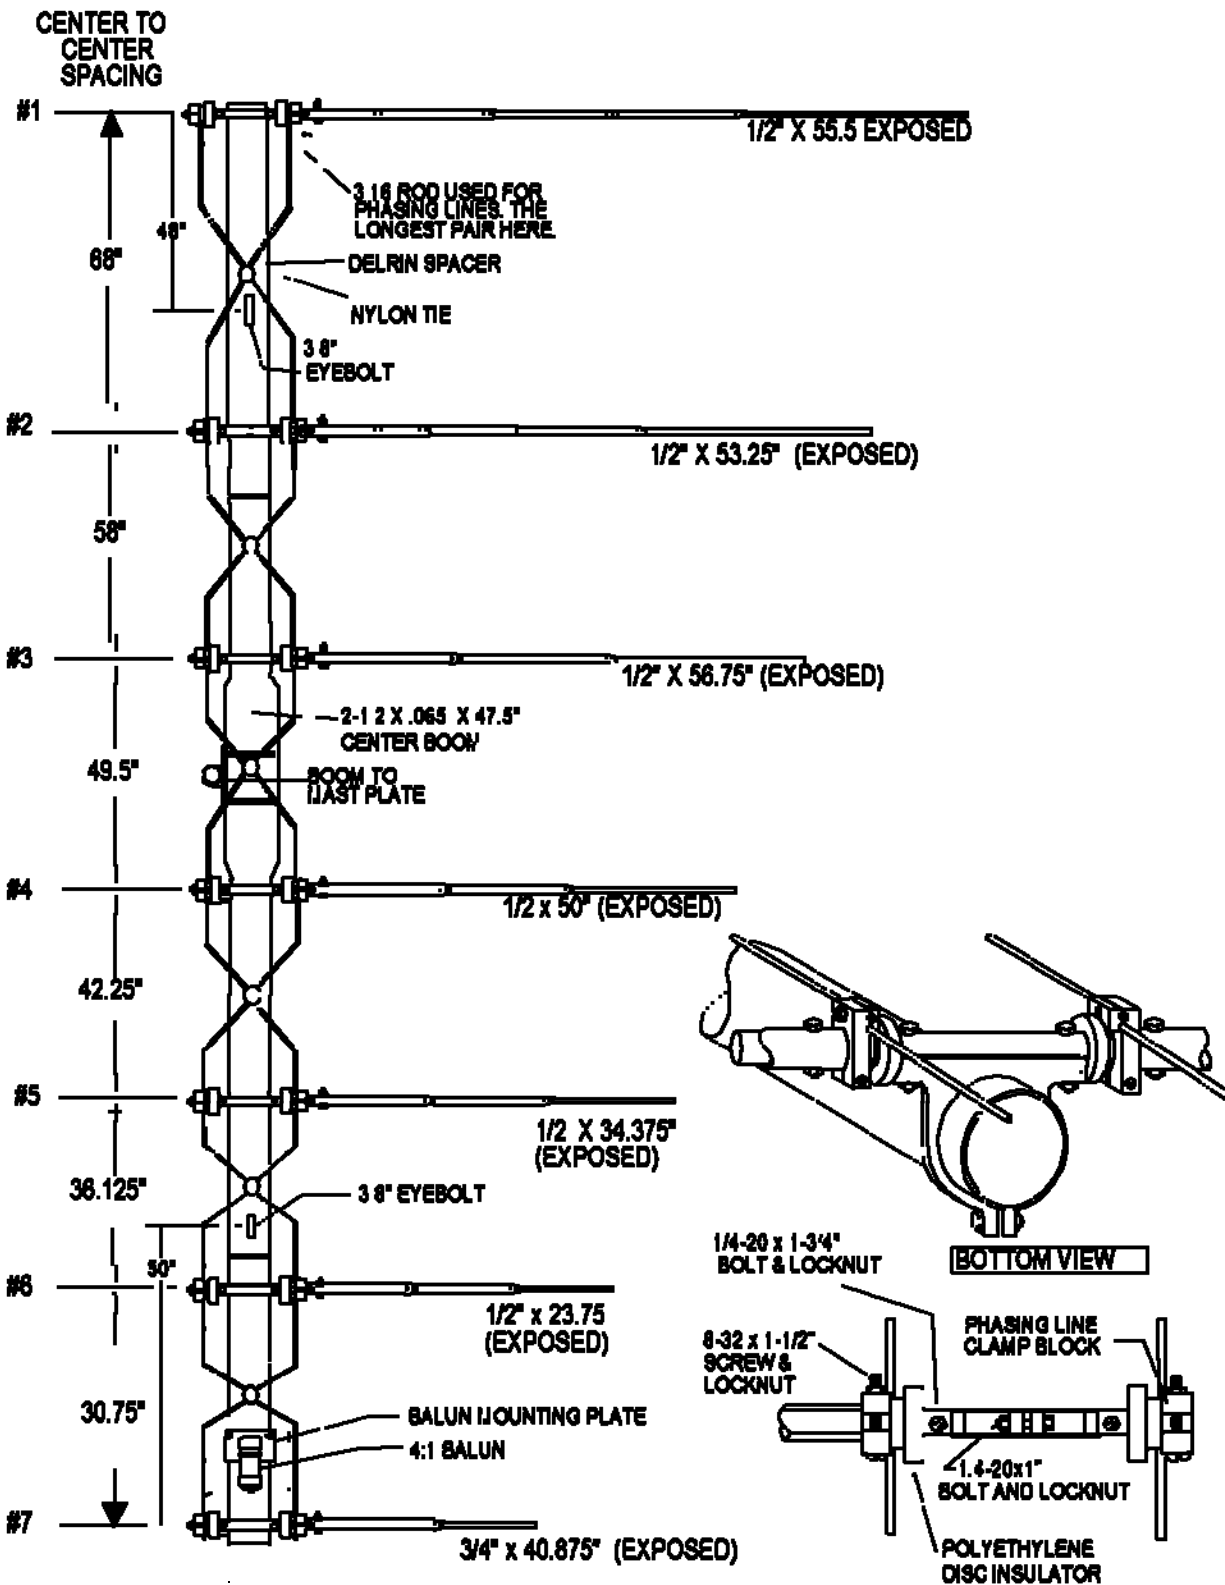 CENTER TO
CENTER
SPACING
#1
1/2" X 55.5 EXPOSED
3 16 ROD USED FOR
PHASING LINES. THE
LONGEST PAIR HERE.
48"
68"
DELRIN SPACER
NYLON TIE
3 8"
EYEBOLT
#2
1/2" X 53.25" (EXPOSED)
58"
#3
1/2" X 56.75" (EXPOSED)
2-1 2 X .065 X 47.5"
CENTER BOOM
49.5"
BOOM TO
MAST PLATE
#4
1/2 x 50" (EXPOSED)
42.25"
#5
1/2 X 34.375"
(EXPOSED)
36.125"
3 8" EYEBOLT
50"
#6
1/2" x 23.75
(EXPOSED)
30.75"
BALUN MOUNTING PLATE
4:1 BALUN
#7
3/4" x 40.875" (EXPOSED)
BOTTOM VIEW
1/4-20 x 1-3/4"
BOLT & LOCKNUT
8-32 x 1-1/2"
SCREW &
LOCKNUT
PHASING LINE
CLAMP BLOCK
1.4-20x1"
BOLT AND LOCKNUT
POLYETHYLENE
DISC INSULATOR